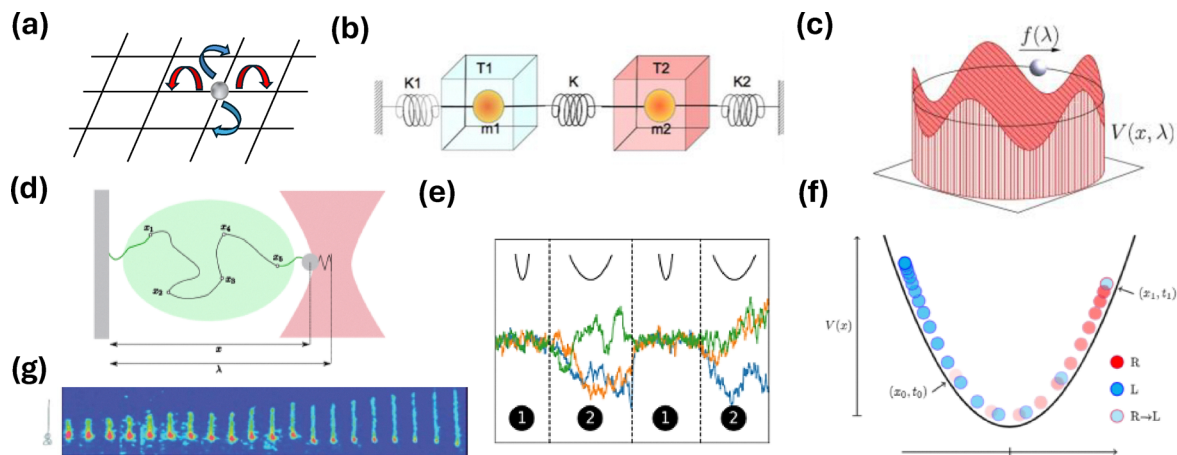 (a)
(b)
K1
T1
m1
K
T2
m2
K2
(c)
f(λ)
V(x, λ)
(d)
x₁
x₂
x₃
x₄
x₅
x
λ
(e)
1
2
1
2
(f)
V(x)
(x₀, t₀)
(x₁, t₁)
R
L
R→L
(g)